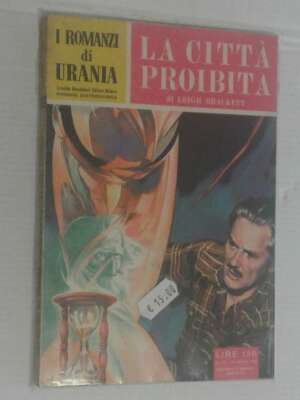 I ROMANZI
di
URANIA
LA CITTÀ
PROIBITA
di LEIGH BRACKETT
€ 15.00
LIRE 150